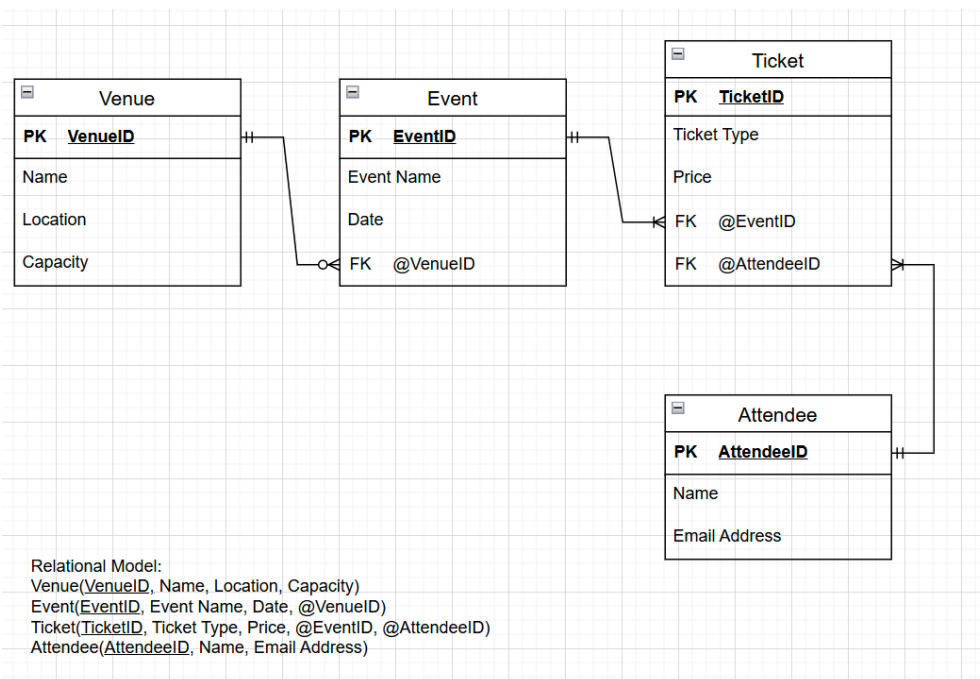 Venue
PK VenueID
Name
Location
Capacity
Event
PK EventID
Event Name
Date
FK @VenueID
Ticket
PK TicketID
Ticket Type
Price
FK @EventID
FK @AttendeeID
Attendee
PK AttendeeID
Name
Email Address
Relational Model:
Venue(VenueID, Name, Location, Capacity)
Event(EventID, Event Name, Date, @VenueID)
Ticket(TicketID, Ticket Type, Price, @EventID, @AttendeeID)
Attendee(AttendeeID, Name, Email Address)